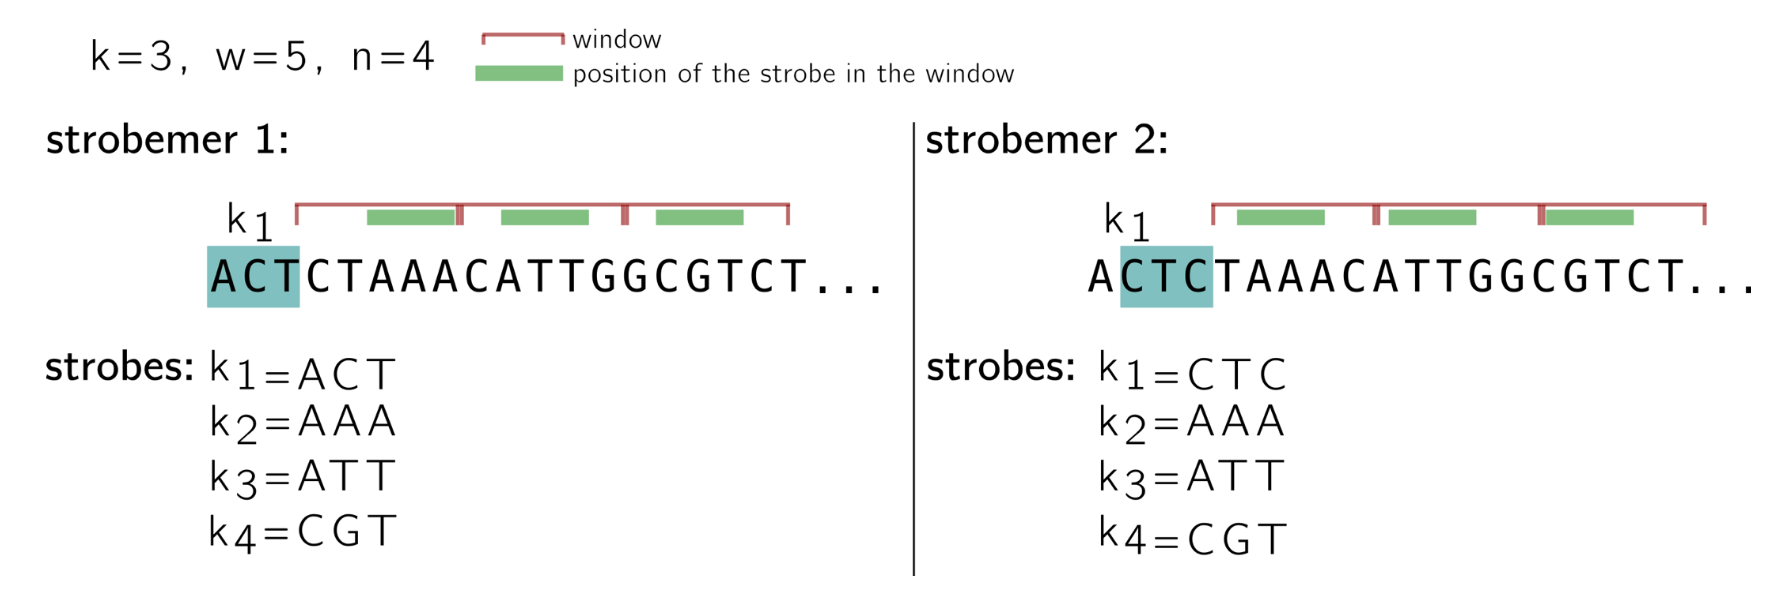 k=3, w=5, n=4
window
position of the strobe in the window
strobemer 1:
k1
ACTCTAAACATTGGCGTCT...
strobes: k1=ACT
k2=AAA
k3=ATT
k4=CGT
strobemer 2:
k1
ACTCTAAACATTGGCGTCT...
strobes: k1=CTC
k2=AAA
k3=ATT
k4=CGT